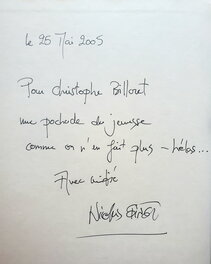 le 25 Mai 2005
Pour Christophe Billoret
une pochade de jeunesse
comme on n'en fait plus – hélas...
Avec amitié
Nicolas